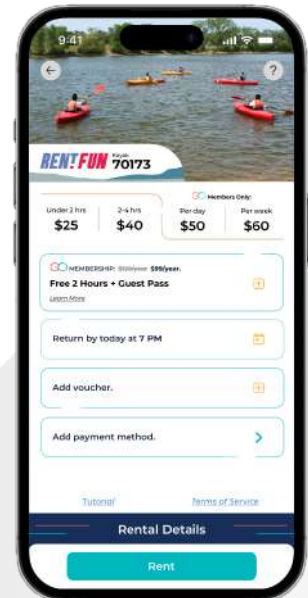 9:41
?
RENT.FUN
Kayak
70173
GO Members Only:
Under 2 hrs
2-4 hrs
Per day
Per week
$25
$40
$50
$60
GO MEMBERSHIP: $99/year.
Free 2 Hours + Guest Pass
Learn More
Return by today at 7 PM
Add voucher.
Add payment method.
Tutorial
Terms of Service
Rental Details
Rent